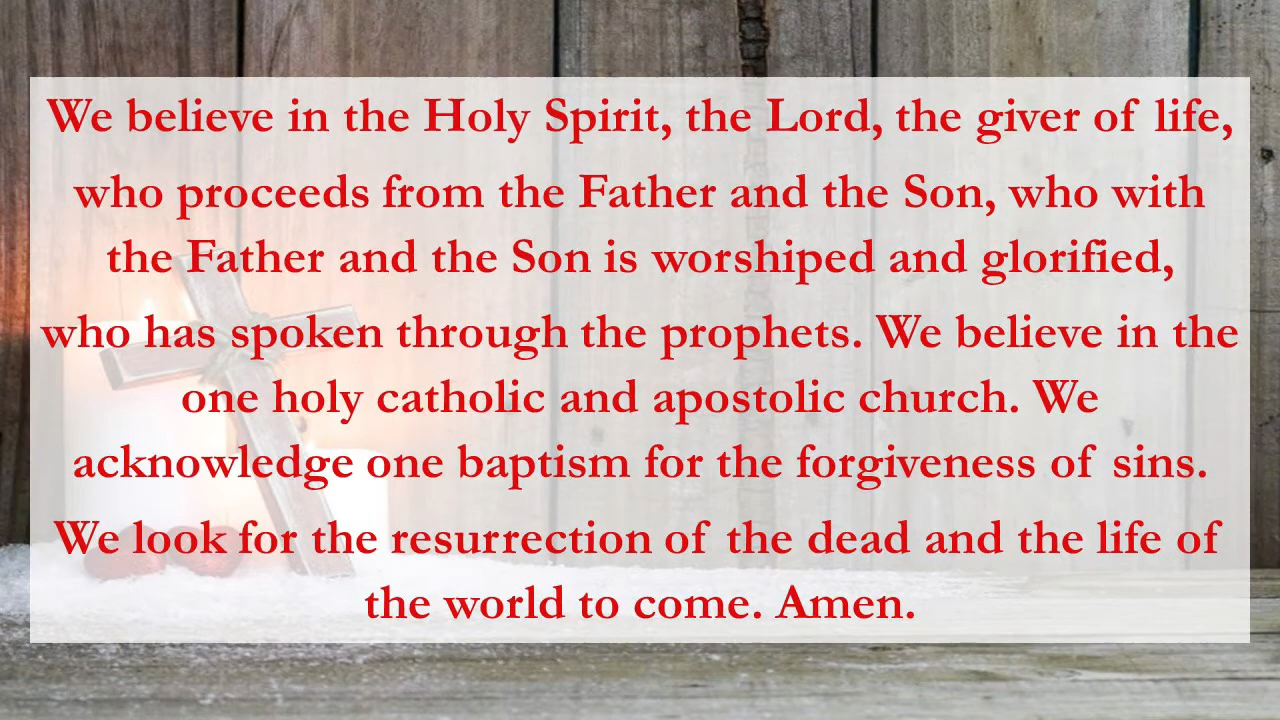 We believe in the Holy Spirit, the Lord, the giver of life,
who proceeds from the Father and the Son, who with
the Father and the Son is worshiped and glorified,
who has spoken through the prophets. We believe in the
one holy catholic and apostolic church. We
acknowledge one baptism for the forgiveness of sins.
We look for the resurrection of the dead and the life of
the world to come. Amen.